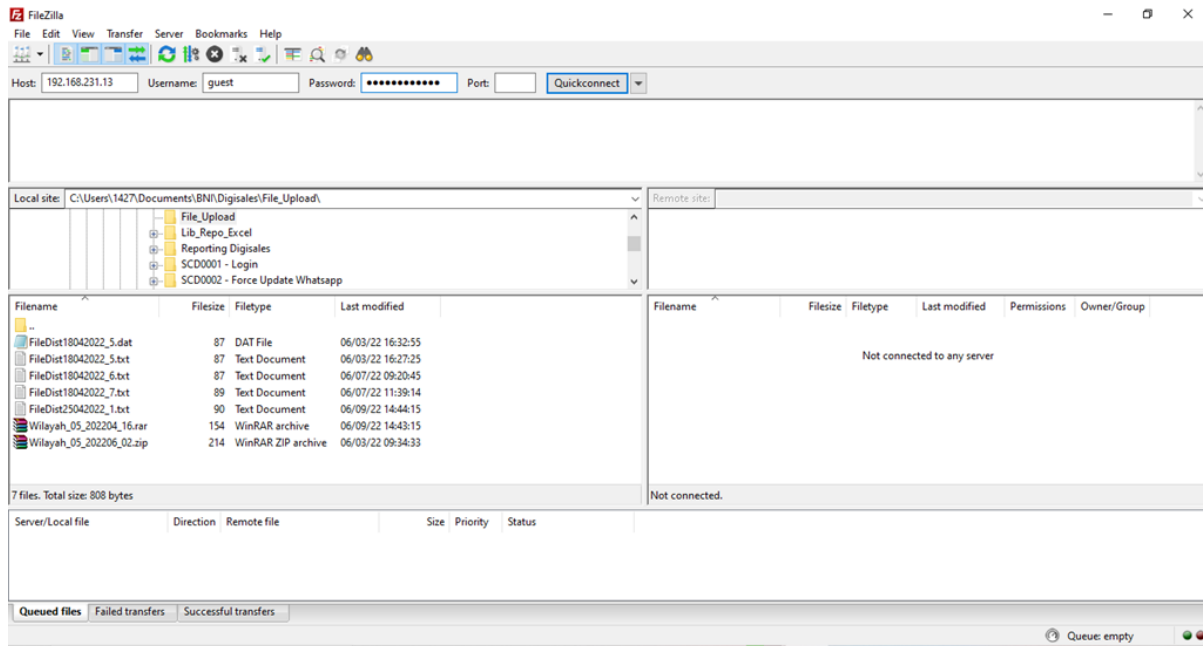 FileZilla
File Edit View Transfer Server Bookmarks Help
Host: 192.168.231.13 Username: guest Password: ●●●●●●●●●●●● Port: Quickconnect
Local site: C:\Users\1427\Documents\BNI\Digisales\File_Upload\ Remote site:
File_Upload
Lib_Repo_Excel
Reporting Digisales
SCD0001 - Login
SCD0002 - Force Update Whatsapp
Filename Filesize Filetype Last modified
..
FileDist18042022_5.dat 87 DAT File 06/03/22 16:32:55
FileDist18042022_5.txt 87 Text Document 06/03/22 16:27:25
FileDist18042022_6.txt 87 Text Document 06/07/22 09:20:45
FileDist18042022_7.txt 89 Text Document 06/07/22 11:39:14
FileDist25042022_1.txt 90 Text Document 06/09/22 14:44:15
Wilayah_05_202204_16.rar 154 WinRAR archive 06/09/22 14:43:15
Wilayah_05_202206_02.zip 214 WinRAR ZIP archive 06/03/22 09:34:33
7 files. Total size: 808 bytes
Filename Filesize Filetype Last modified Permissions Owner/Group
Not connected to any server
Not connected.
Server/Local file Direction Remote file Size Priority Status
Queued files Failed transfers Successful transfers
Queue: empty